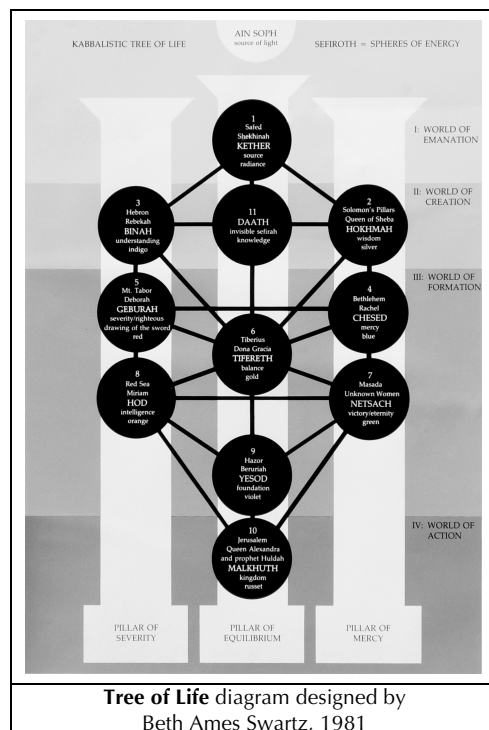 KABBALISTIC TREE OF LIFE
AIN SOPH
source of light
SEFIROTH = SPHERES OF ENERGY
I: WORLD OF
EMANATION
1
Safed
Shekhinah
KETHER
source
radiance
II: WORLD OF
CREATION
3
Hebron
Rebekah
BINAH
understanding
indigo
11
DAATH
invisible sefirah
knowledge
2
Solomon's Pillars
Queen of Sheba
HOKHMAH
wisdom
silver
III: WORLD OF
FORMATION
5
Mt. Tabor
Deborah
GEBURAH
severity/righteous
drawing of the sword
red
4
Bethlehem
Rachel
CHESED
mercy
blue
6
Tiberius
Dona Gracia
TIFERETH
balance
gold
8
Red Sea
Miriam
HOD
intelligence
orange
7
Masada
Unknown Women
NETSACH
victory/eternity
green
9
Hazor
Beruriah
YESOD
foundation
violet
IV: WORLD OF
ACTION
10
Jerusalem
Queen Alexandra
and prophet Huldah
MALKHUTH
kingdom
russet
PILLAR OF
SEVERITY
PILLAR OF
EQUILIBRIUM
PILLAR OF
MERCY
Tree of Life diagram designed by
Beth Ames Swartz, 1981